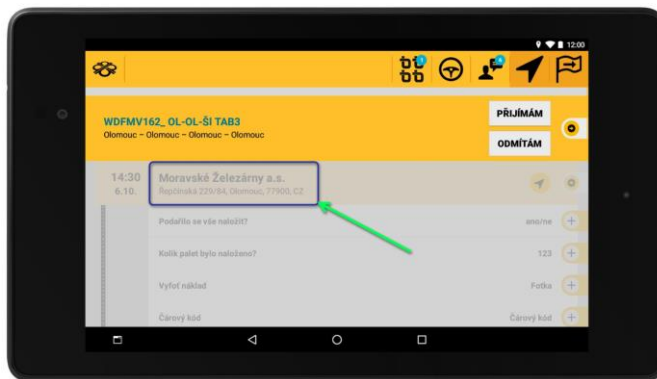 12:00
1
6
WDFMV162_ OL-OL-ŠI TAB3
Olomouc – Olomouc – Olomouc – Olomouc
PŘIJÍMÁM
ODMÍTÁM
14:30
6.10.
Moravské Železárny a.s.
Řepčínská 229/84, Olomouc, 77900, CZ
Podařilo se vše naložit?
ano/ne
Kolik palet bylo naloženo?
123
Vyfoť náklad
Fotka
Čárový kód
Čárový kód